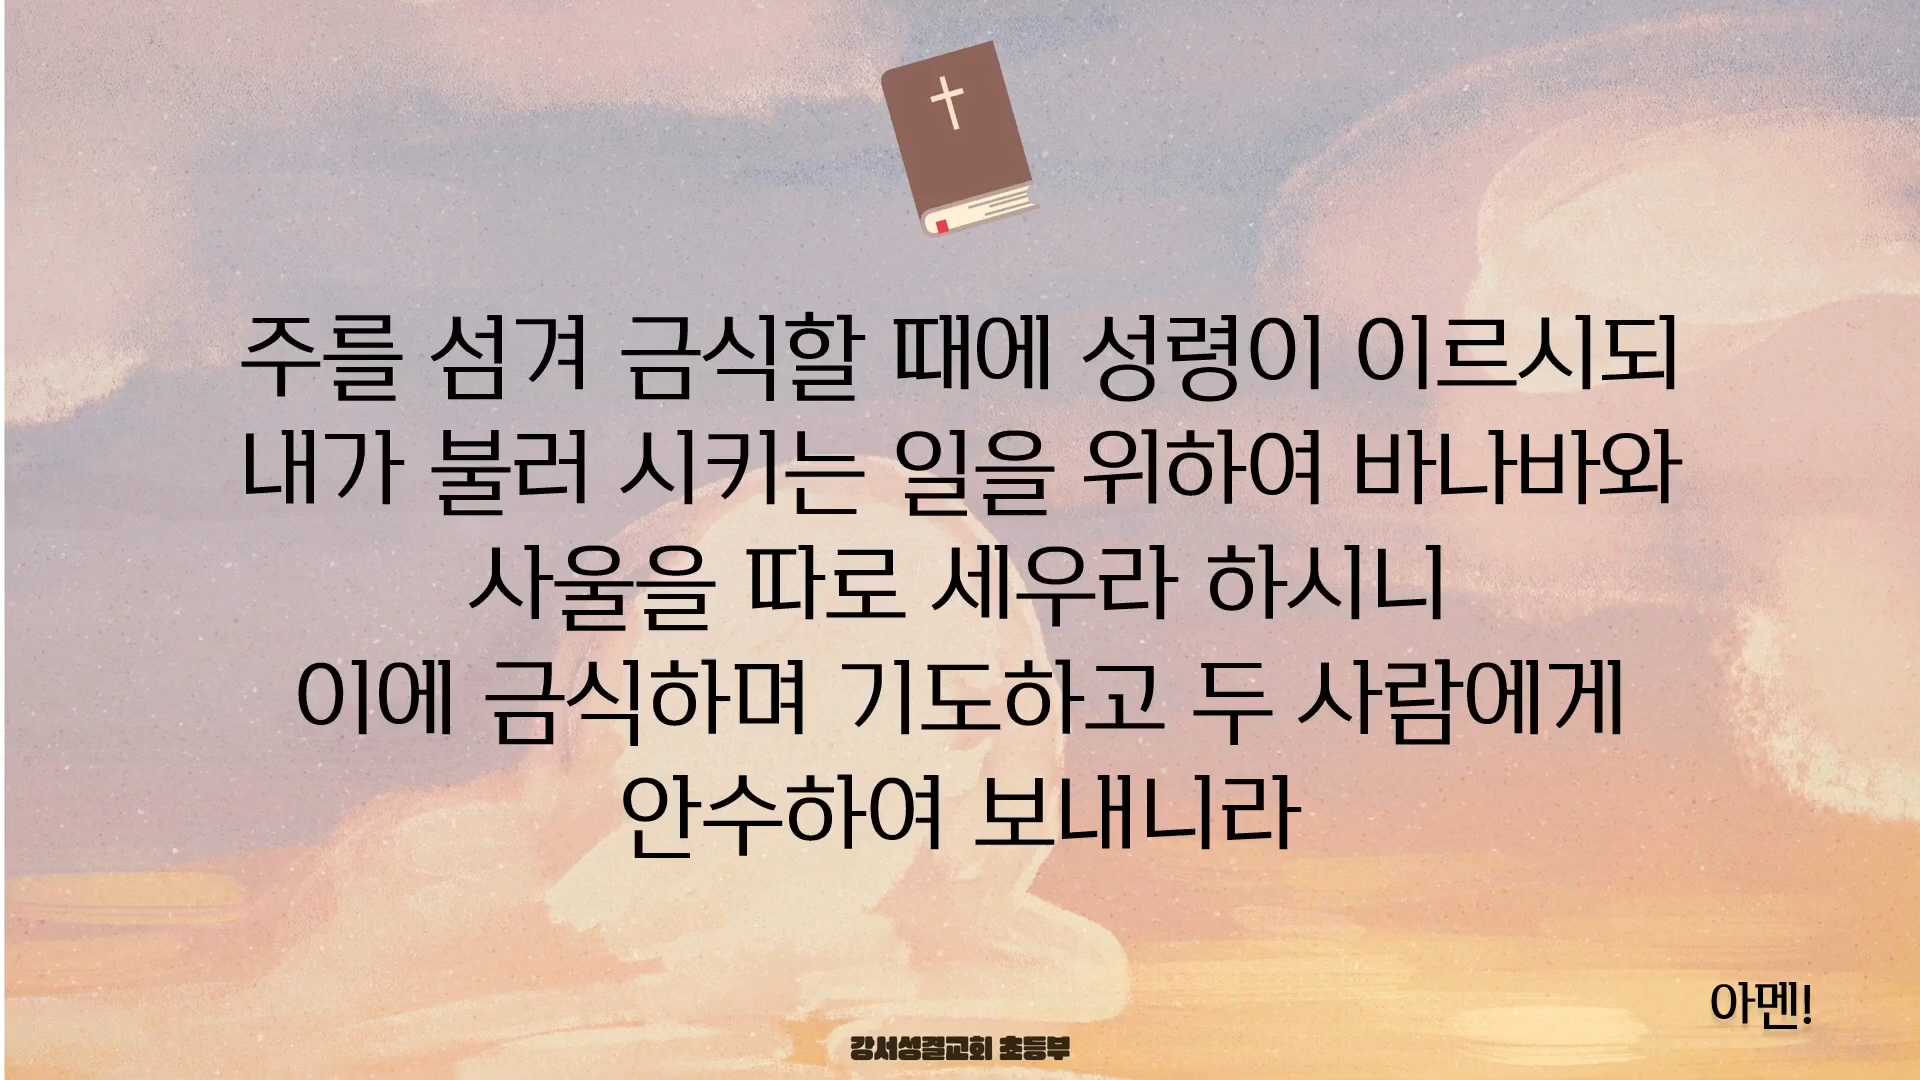 주를 섬겨 금식할 때에 성령이 이르시되
내가 불러 시키는 일을 위하여 바나바와
사울을 따로 세우라 하시니
이에 금식하며 기도하고 두 사람에게
안수하여 보내니라
아멘!
강서성결교회 초등부